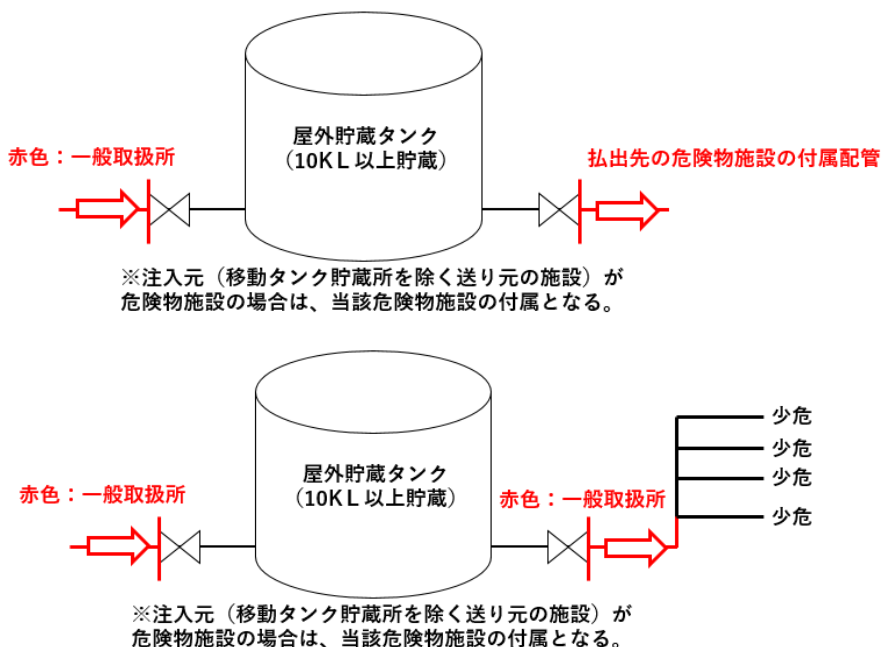 屋外貯蔵タンク
（10KL以上貯蔵）
赤色：一般取扱所
払出先の危険物施設の付属配管
※注入元（移動タンク貯蔵所を除く送り元の施設）が
危険物施設の場合は、当該危険物施設の付属となる。
屋外貯蔵タンク
（10KL以上貯蔵）
赤色：一般取扱所
赤色：一般取扱所
少危
少危
少危
少危
※注入元（移動タンク貯蔵所を除く送り元の施設）が
危険物施設の場合は、当該危険物施設の付属となる。